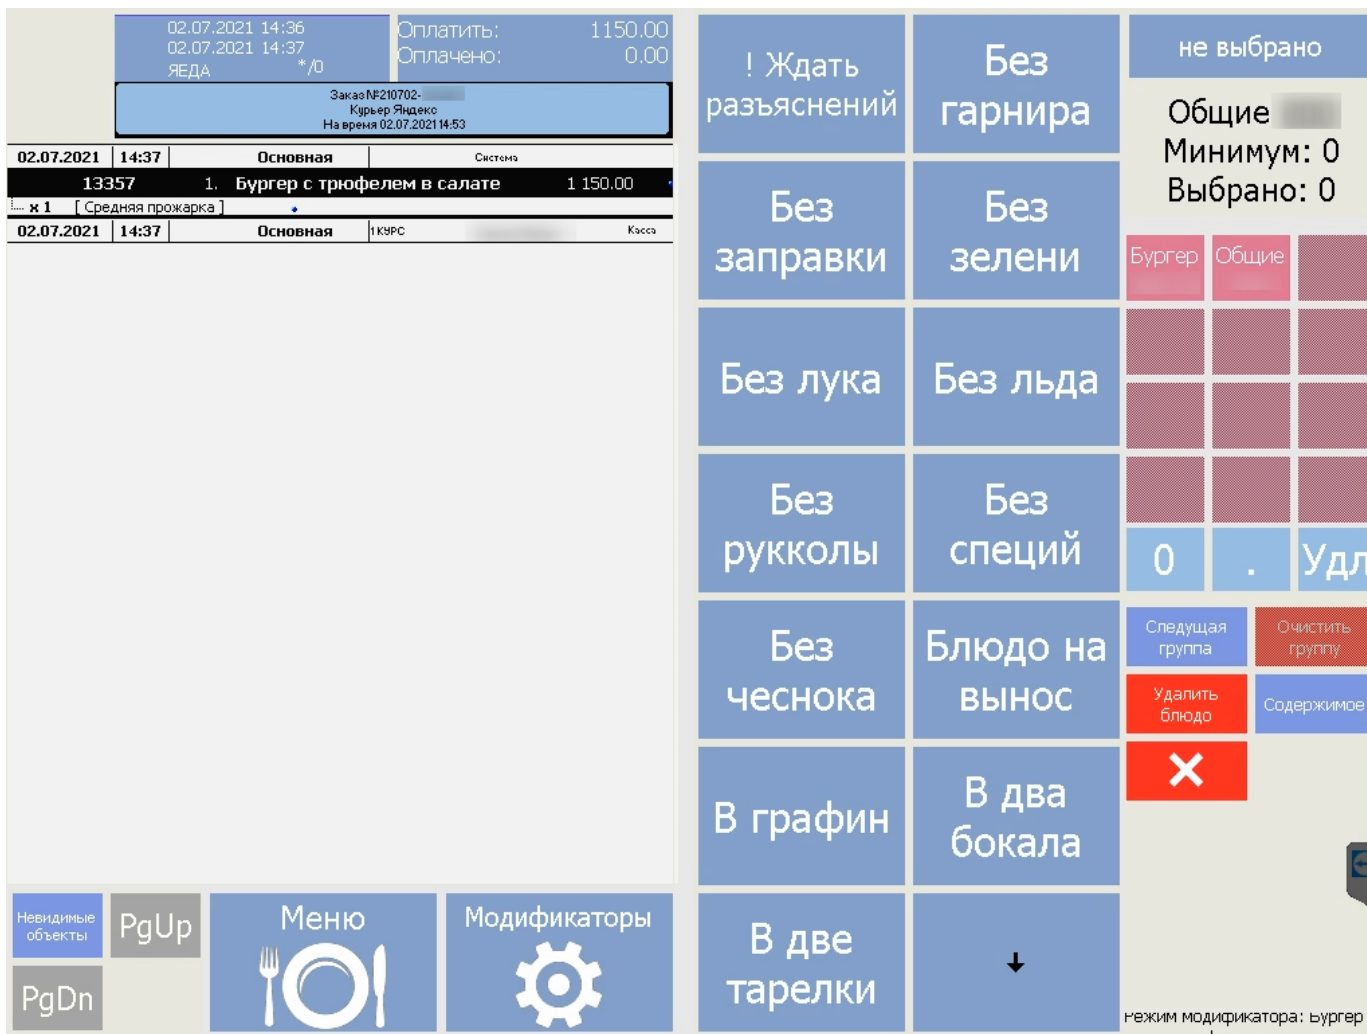 02.07.2021 14:36
02.07.2021 14:37
ЯЕДА */0
Оплатить: 1150.00
Оплачено: 0.00
Заказ №210702-
Курьер Яндекс
На время 02.07.2021 14:53
02.07.2021 14:37 Основная Система
13357 1. Бургер с трюфелем в салате 1 150.00
x 1 [ Средняя прожарка ]
02.07.2021 14:37 Основная 1 КУРС Касса
Невидимые
объекты
PgUp
PgDn
Меню
Модификаторы
! Ждать
разъяснений
Без
гарнира
Без
заправки
Без
зелени
Без лука
Без льда
Без
рукколы
Без
специй
Без
чеснока
Блюдо на
вынос
В графин
В два
бокала
В две
тарелки
не выбрано
Общие
Минимум: 0
Выбрано: 0
Бургер
Общие
0
.
Удл
Следущая
группа
Очистить
группу
Удалить
блюдо
Содержимое
Режим модификатора: Бургер